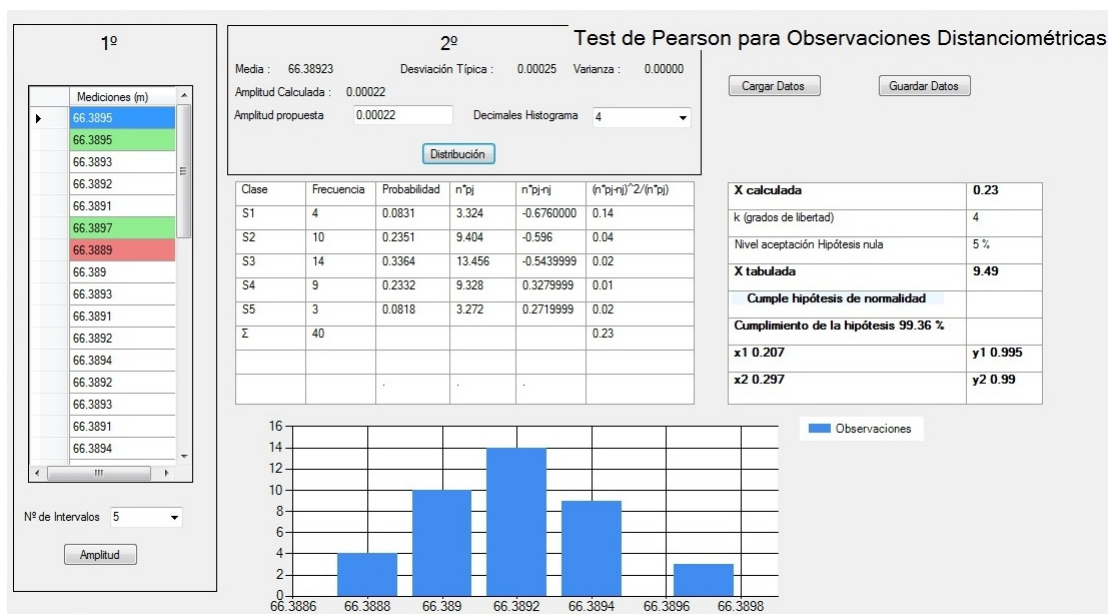 Test de Pearson para Observaciones Distanciométricas
1º
Mediciones (m)
66.3895
66.3895
66.3893
66.3892
66.3891
66.3897
66.3889
66.389
66.3893
66.3891
66.3892
66.3894
66.3892
66.3893
66.3891
66.3894
Nº de Intervalos 5
Amplitud
2º
Media : 66.38923 Desviación Típica : 0.00025 Varianza : 0.00000
Amplitud Calculada : 0.00022
Amplitud propuesta 0.00022 Decimales Histograma 4
Distribución
Cargar Datos Guardar Datos
Clase Frecuencia Probabilidad n*pj n*pj-nj (n*pj-nj)^2/(n*pj)
S1 4 0.0831 3.324 -0.6760000 0.14
S2 10 0.2351 9.404 -0.596 0.04
S3 14 0.3364 13.456 -0.5439999 0.02
S4 9 0.2332 9.328 0.3279999 0.01
S5 3 0.0818 3.272 0.2719999 0.02
Σ 40 0.23
. .
X calculada 0.23
k (grados de libertad) 4
Nivel aceptación Hipótesis nula 5 %
X tabulada 9.49
Cumple hipótesis de normalidad
Cumplimiento de la hipótesis 99.36 %
x1 0.207 y1 0.995
x2 0.297 y2 0.99
Observaciones
16
14
12
10
8
6
4
2
0
66.3886 66.3888 66.389 66.3892 66.3894 66.3896 66.3898